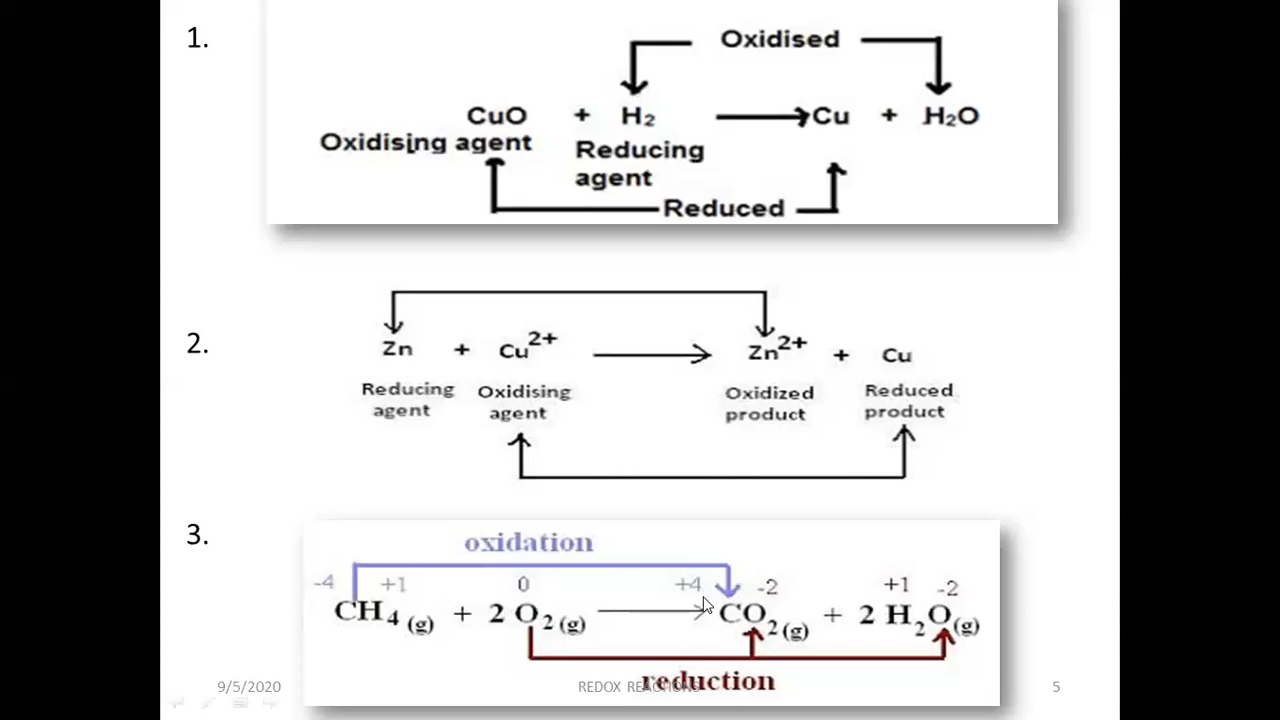 1.
Oxidised
CuO + H₂ → Cu + H₂O
Oxidising agent
Reducing
agent
Reduced
2.
Zn + Cu²⁺ → Zn²⁺ + Cu
Reducing agent
Oxidising agent
Oxidized product
Reduced product
3.
oxidation
-4 +1 0 +4 -2 +1 -2
CH₄ (g) + 2 O₂ (g) → CO₂ (g) + 2 H₂O (g)
reduction
9/5/2020 REDOX REACTIONS 5